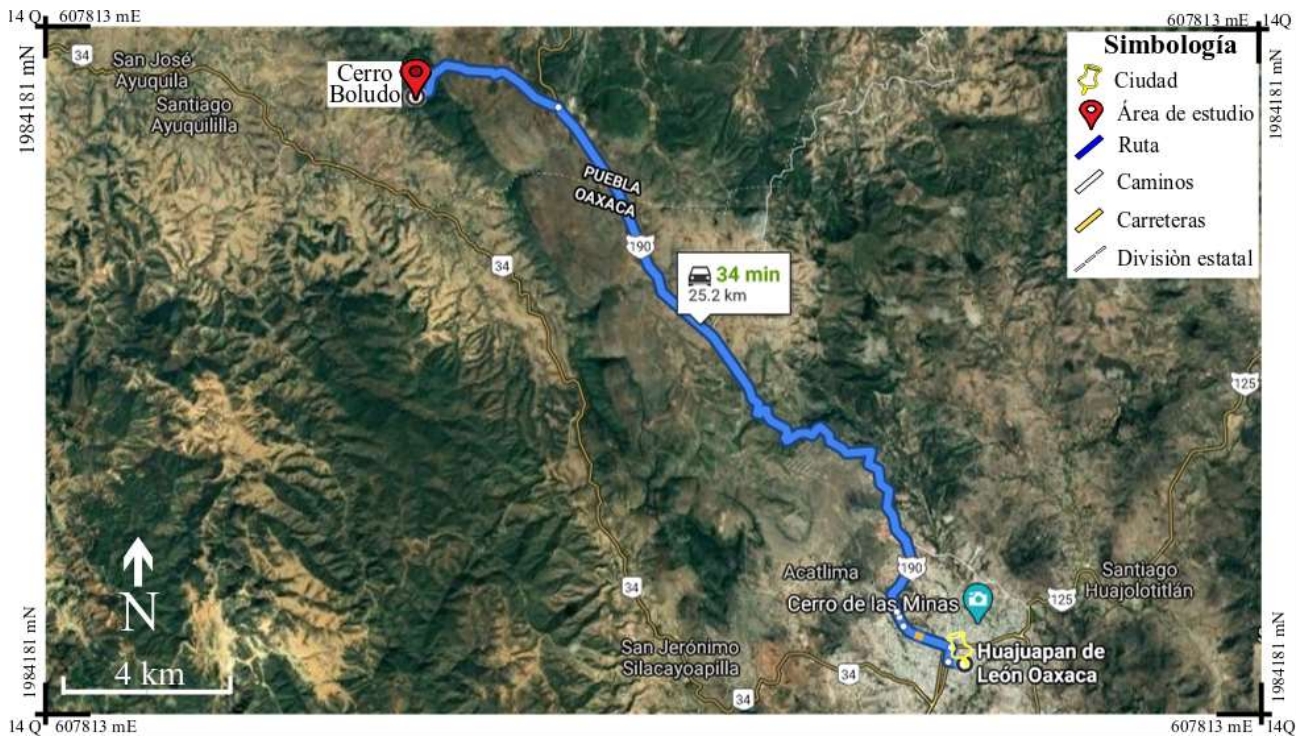 14 Q 607813 mE
607813 mE 14Q
1984181 mN
1984181 mN
Simbología
Ciudad
Área de estudio
Ruta
Caminos
Carreteras
Divisiòn estatal
34
San José
Ayuquila
Santiago
Ayuquililla
Cerro
Boludo
PUEBLA
OAXACA
190
34
34 min
25.2 km
125
190
Acatlima
Cerro de las Minas
Santiago
Huajolotitlán
125
34
San Jerónimo
Silacayoapilla
34
34
Huajuapan de
León Oaxaca
N
4 km
1984181 mN
1984181 mN
14 Q 607813 mE
607813 mE 14Q